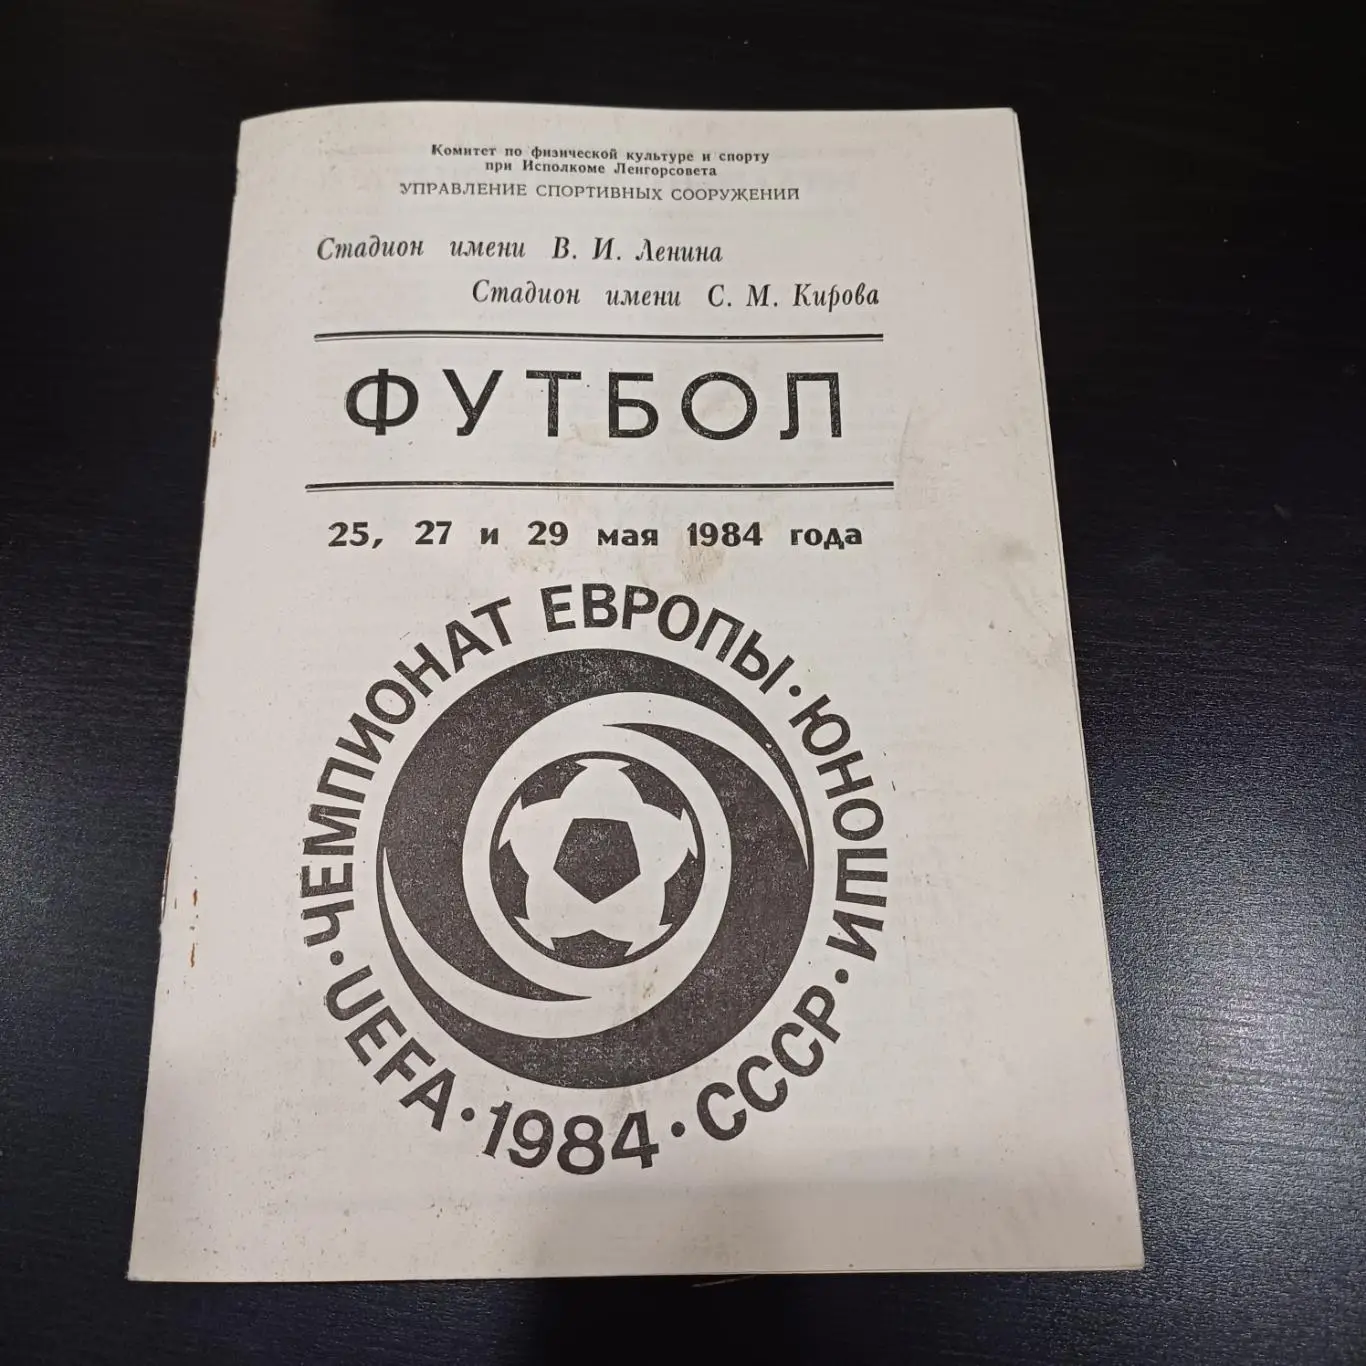 Комитет по физической культуре и спорту
при Исполкоме Ленгорсовета
УПРАВЛЕНИЕ СПОРТИВНЫХ СООРУЖЕНИЙ
Стадион имени В. И. Ленина
Стадион имени С. М. Кирова
ФУТБОЛ
25, 27 и 29 мая 1984 года
ЧЕМПИОНАТ ЕВРОПЫ · ЮНОШИ ·
UEFA · 1984 · СССР ·